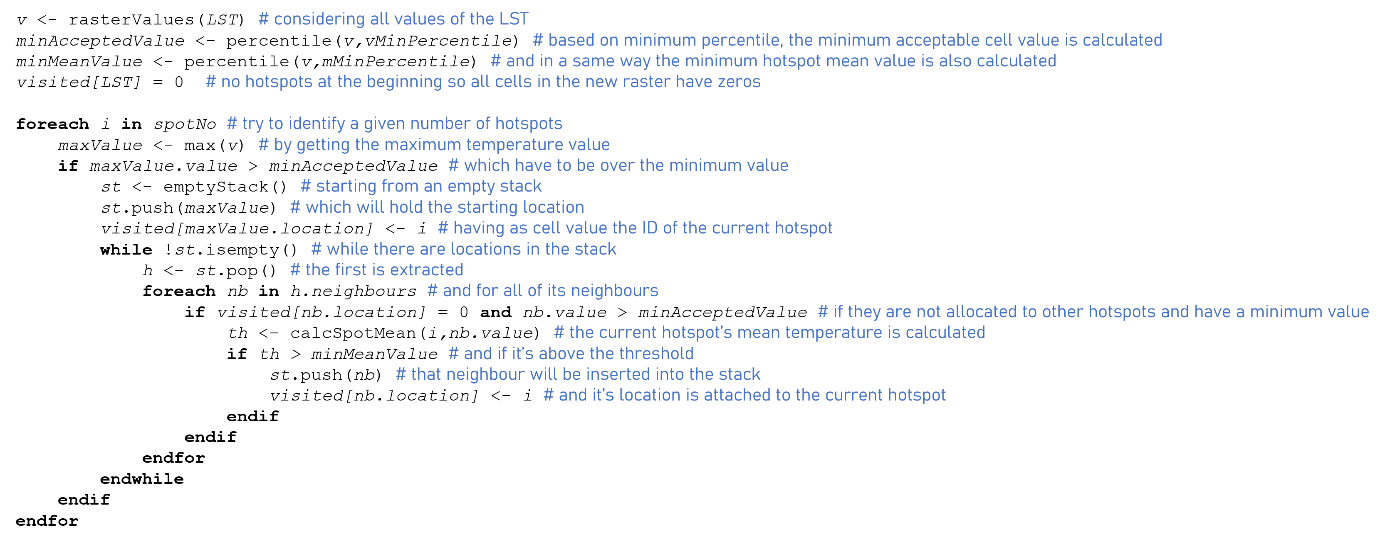 v <- rasterValues(LST) # considering all values of the LST
minAcceptedValue <- percentile(v,vMinPercentile) # based on minimum percentile, the minimum acceptable cell value is calculated
minMeanValue <- percentile(v,mMinPercentile) # and in a same way the minimum hotspot mean value is also calculated
visited[LST] = 0 # no hotspots at the beginning so all cells in the new raster have zeros
foreach i in spotNo # try to identify a given number of hotspots
maxValue <- max(v) # by getting the maximum temperature value
if maxValue.value > minAcceptedValue # which have to be over the minimum value
st <- emptyStack() # starting from an empty stack
st.push(maxValue) # which will hold the starting location
visited[maxValue.location] <- i # having as cell value the ID of the current hotspot
while !st.isempty() # while there are locations in the stack
h <- st.pop() # the first is extracted
foreach nb in h.neighbours # and for all of its neighbours
if visited[nb.location] = 0 and nb.value > minAcceptedValue # if they are not allocated to other hotspots and have a minimum value
th <- calcSpotMean(i,nb.value) # the current hotspot's mean temperature is calculated
if th > minMeanValue # and if it's above the threshold
st.push(nb) # that neighbour will be inserted into the stack
visited[nb.location] <- i # and it's location is attached to the current hotspot
endif
endif
endfor
endwhile
endif
endfor